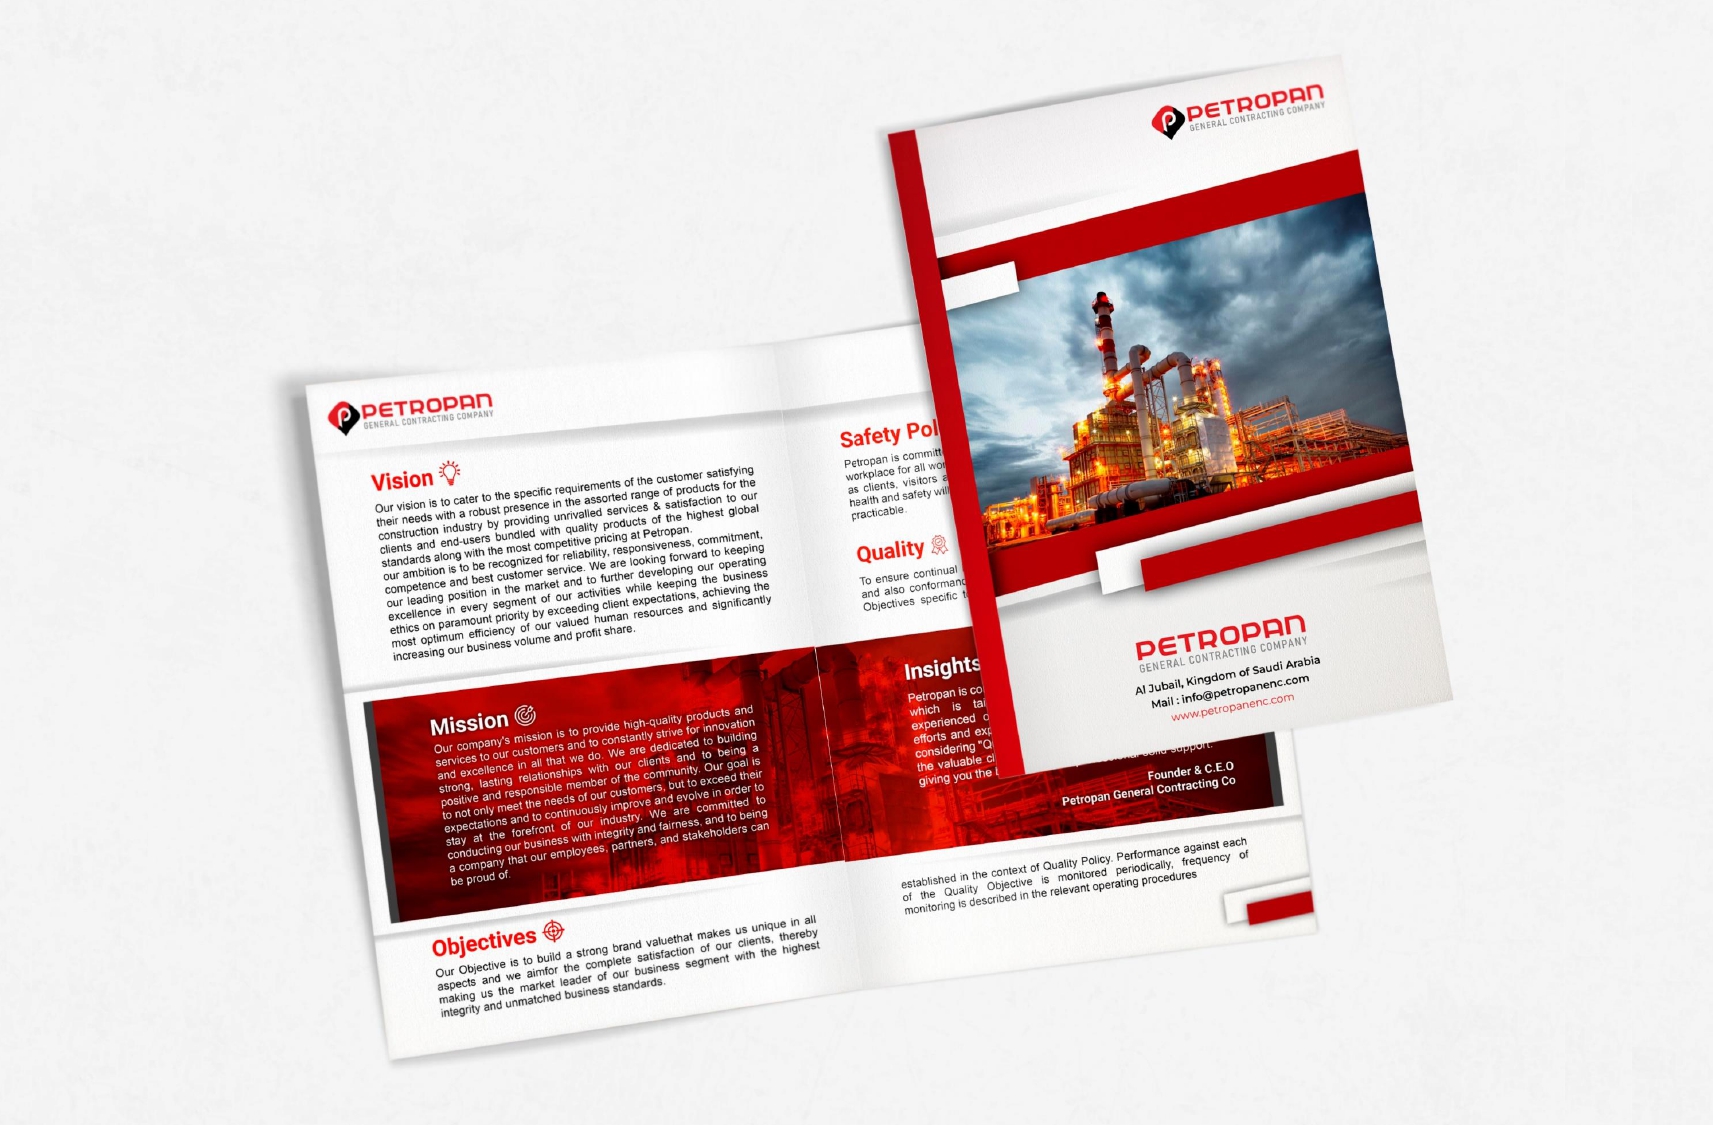 PETROPAN
GENERAL CONTRACTING COMPANY
PETROPAN
GENERAL CONTRACTING COMPANY
Al Jubail, Kingdom of Saudi Arabia
Mail : info@petropanenc.com
www.petropanenc.com
PETROPAN
GENERAL CONTRACTING COMPANY
Vision
Our vision is to cater to the specific requirements of the customer satisfying
their needs with a robust presence in the assorted range of products for the
construction industry by providing unrivalled services & satisfaction to our
clients and end-users bundled with quality products of the highest global
standards along with the most competitive pricing at Petropan.
our ambition is to be recognized for reliability, responsiveness, commitment,
competence and best customer service. We are looking forward to keeping
our leading position in the market and to further developing our operating
excellence in every segment of our activities while keeping the business
ethics on paramount priority by exceeding client expectations, achieving the
most optimum efficiency of our valued human resources and significantly
increasing our business volume and profit share.
Mission
Our company's mission is to provide high-quality products and
services to our customers and to constantly strive for innovation
and excellence in all that we do. We are dedicated to building
strong, lasting relationships with our clients and to being a
positive and responsible member of the community. Our goal is
to not only meet the needs of our customers, but to exceed their
expectations and to continuously improve and evolve in order to
stay at the forefront of our industry. We are committed to
conducting our business with integrity and fairness, and to being
a company that our employees, partners, and stakeholders can
be proud of.
Objectives
Our Objective is to build a strong brand valuethat makes us unique in all
aspects and we aimfor the complete satisfaction of our clients, thereby
making us the market leader of our business segment with the highest
integrity and unmatched business standards.
Safety Pol
Petropan is committ
workplace for all wor
as clients, visitors a
health and safety will
practicable.
Quality
To ensure continual
and also conformanc
Objectives specific to
Insights
Petropan is co
which is tai
experienced o
efforts and exp
considering "Q
the valuable cl
giving you the b
solid support.
Founder & C.E.O
Petropan General Contracting Co
established in the context of Quality Policy. Performance against each
of the Quality Objective is monitored periodically, frequency of
monitoring is described in the relevant operating procedures